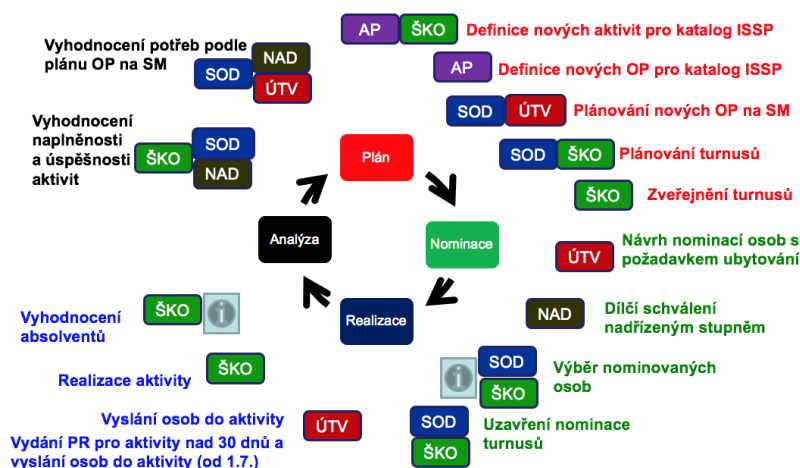 AP ŠKO Definice nových aktivit pro katalog ISSP
Vyhodnocení potřeb podle
plánu OP na SM
SOD NAD
ÚTV
AP Definice nových OP pro katalog ISSP
SOD ÚTV Plánování nových OP na SM
Vyhodnocení
naplněnosti
a úspěšnosti
aktivit
ŠKO SOD
NAD
Plán
SOD ŠKO Plánování turnusů
ŠKO Zveřejnění turnusů
Analýza
Nominace
ÚTV Návrh nominací osob s
požadavkem ubytování
Realizace
Vyhodnocení
absolventů
ŠKO i
NAD Dílčí schválení
nadřízeným stupněm
Realizace aktivity ŠKO
i SOD
ŠKO
Výběr nominovaných
osob
Vyslání osob do aktivity
Vydání PR pro aktivity nad 30 dnů a
vyslání osob do aktivity (od 1.7.)
ÚTV
SOD
ŠKO
Uzavření nominace
turnusů